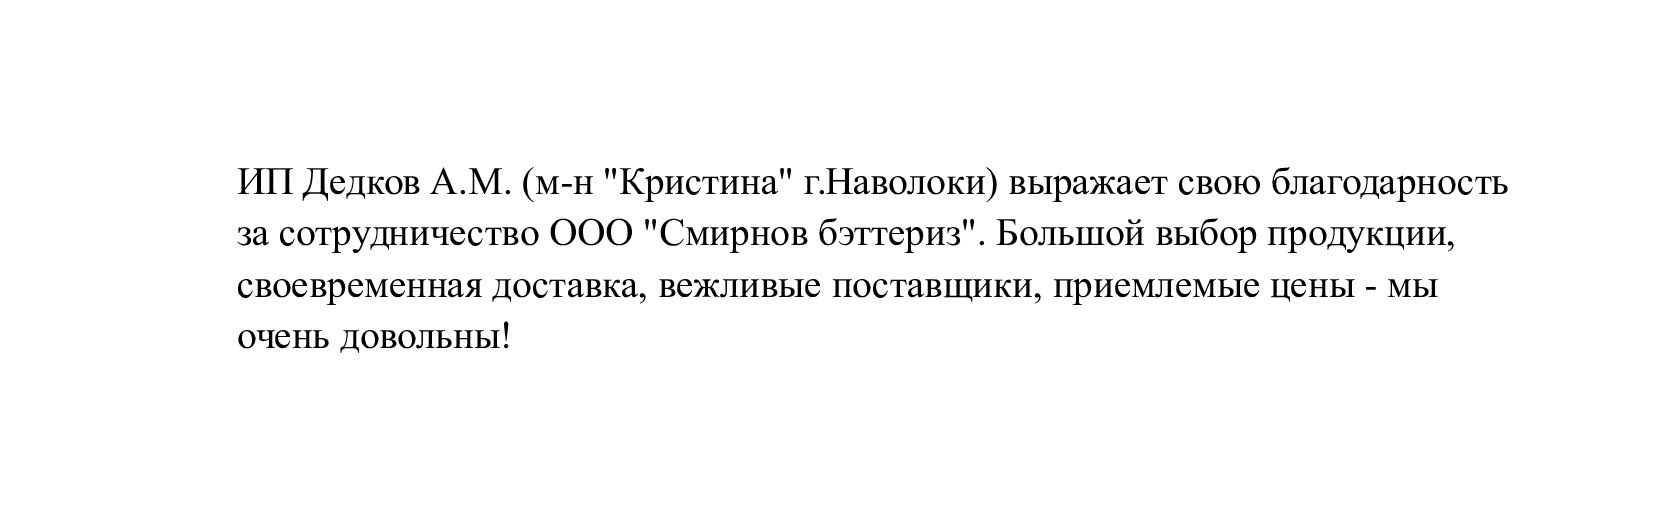 ИП Дедков А.М. (м-н "Кристина" г.Наволоки) выражает свою благодарность
за сотрудничество ООО "Смирнов бэттериз". Большой выбор продукции,
своевременная доставка, вежливые поставщики, приемлемые цены - мы
очень довольны!